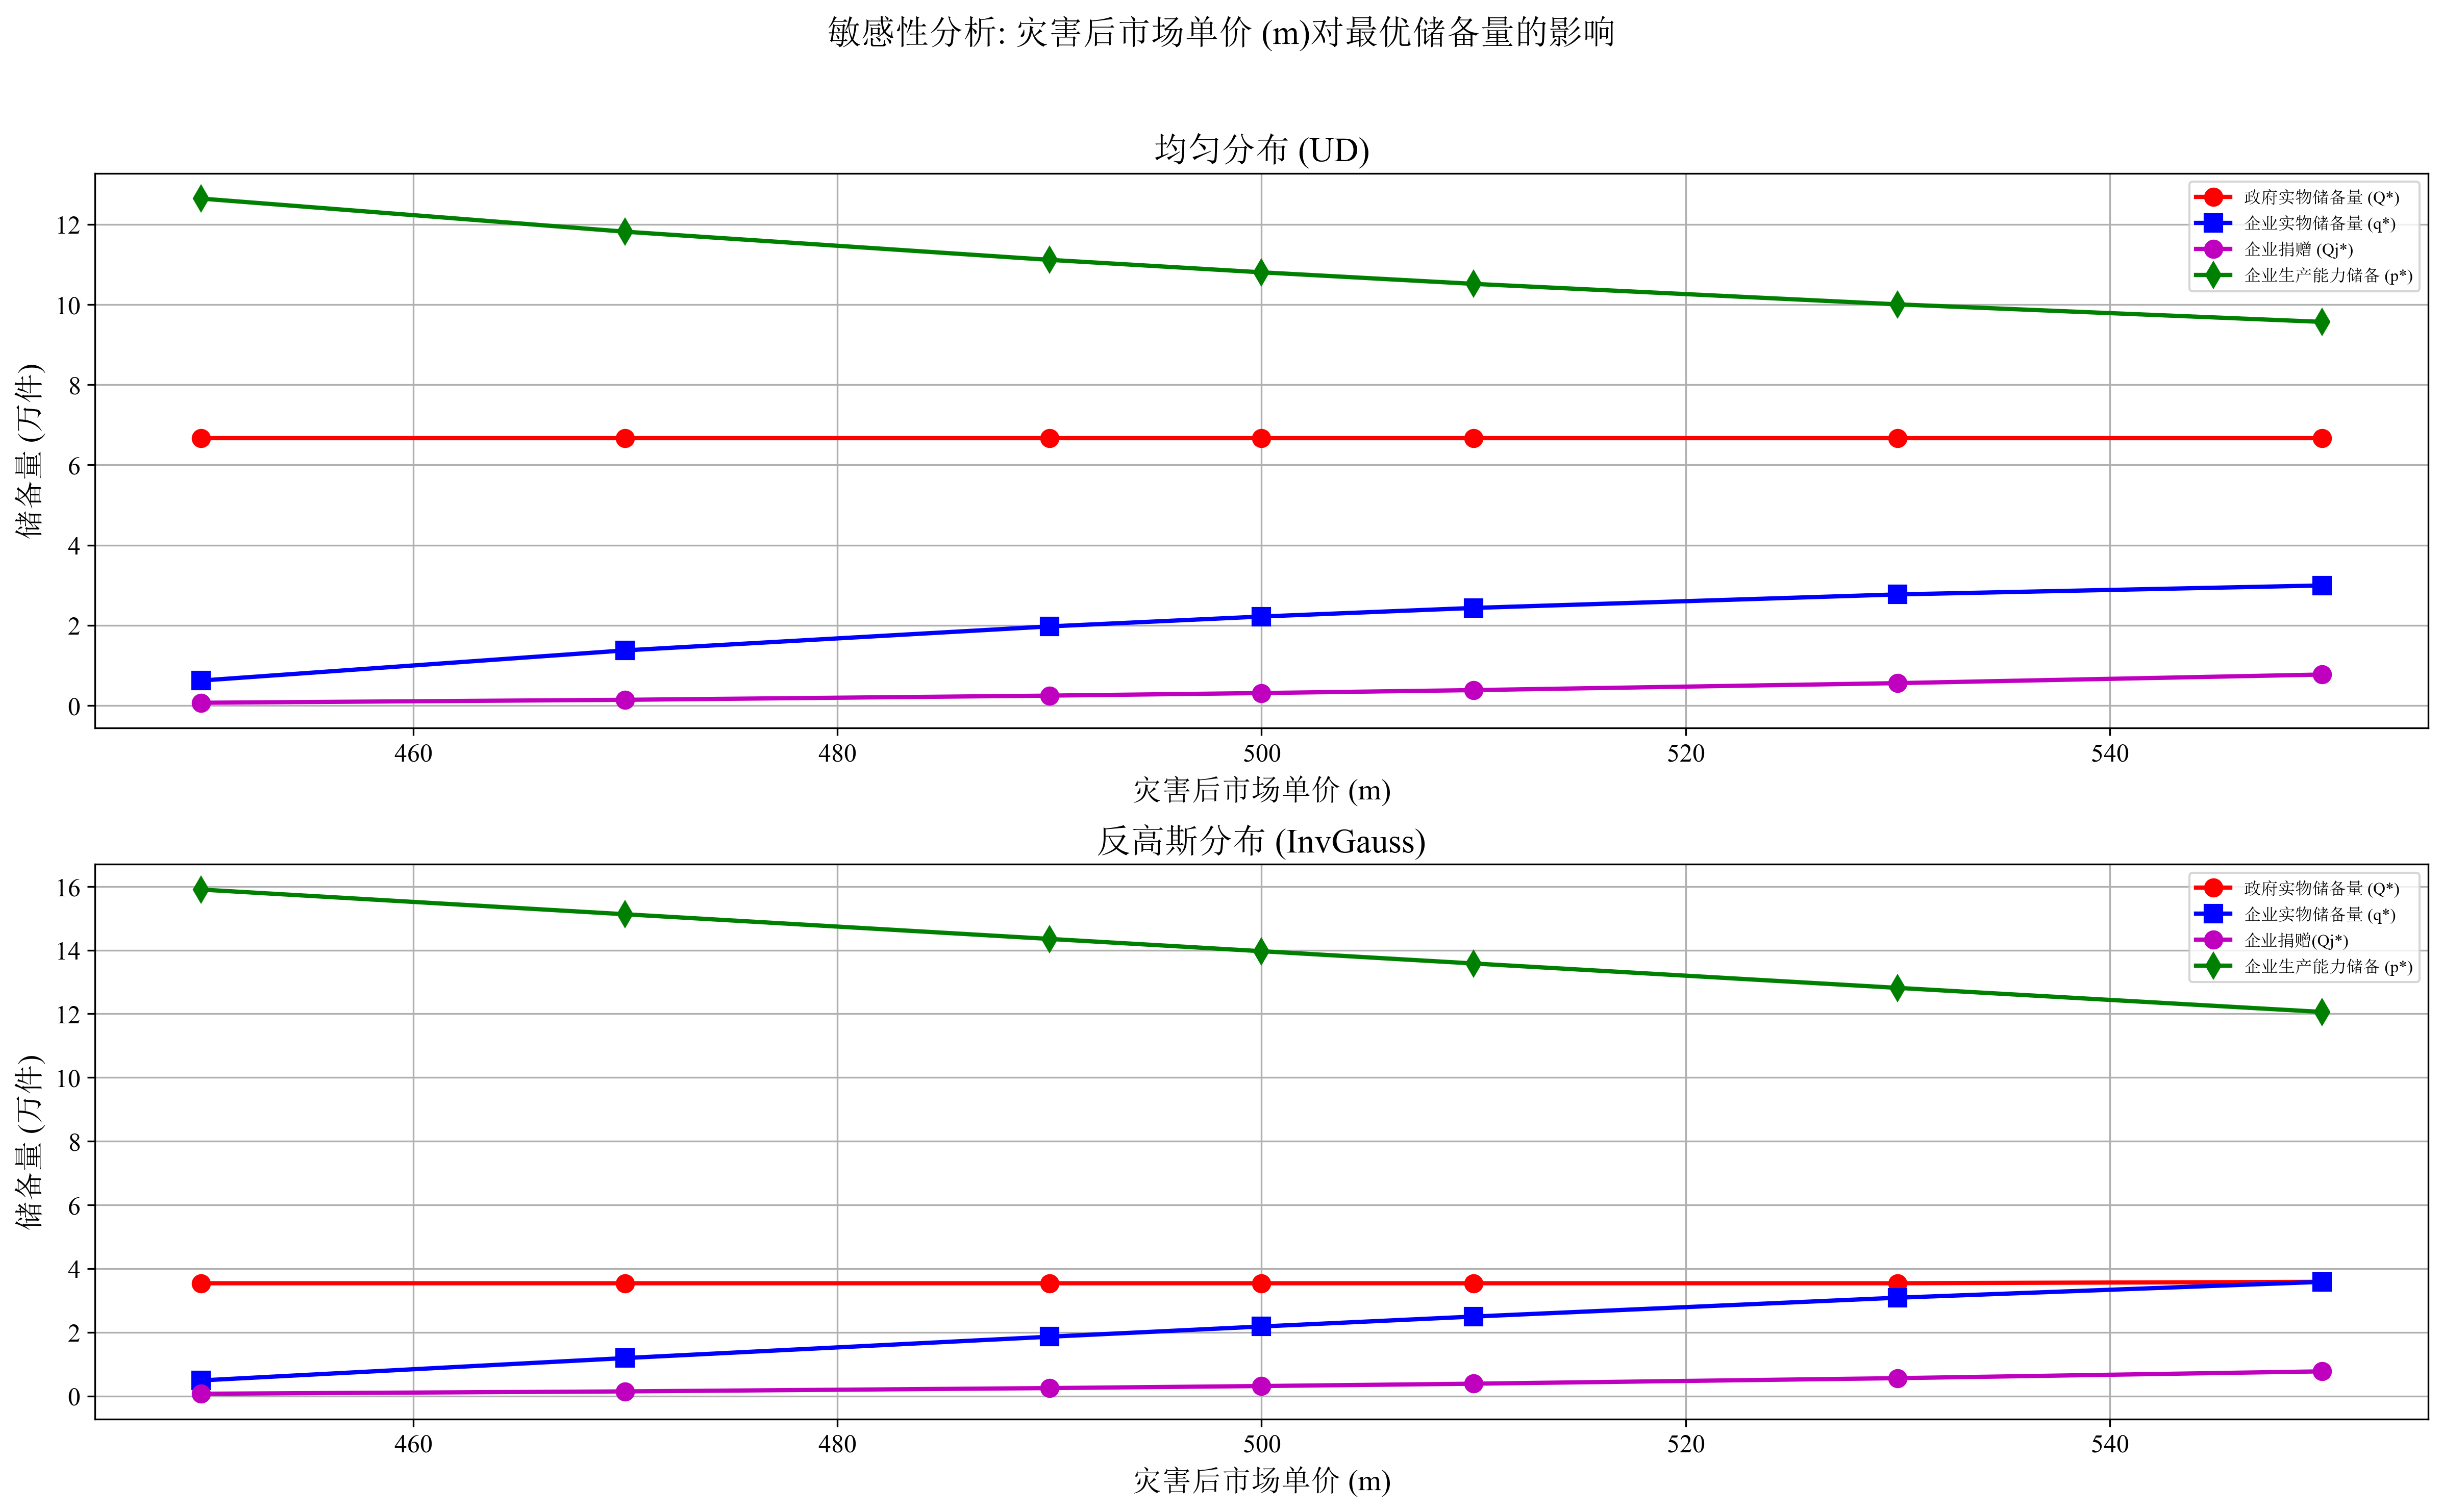 敏感性分析: 灾害后市场单价 (m)对最优储备量的影响
均匀分布 (UD)
12
10
8
6
4
2
0
储备量 (万件)
政府实物储备量 (Q*)
企业实物储备量 (q*)
企业捐赠 (Qj*)
企业生产能力储备 (p*)
460
480
500
520
540
灾害后市场单价 (m)
反高斯分布 (InvGauss)
16
14
12
10
8
6
4
2
0
储备量 (万件)
政府实物储备量 (Q*)
企业实物储备量 (q*)
企业捐赠(Qj*)
企业生产能力储备 (p*)
460
480
500
520
540
灾害后市场单价 (m)